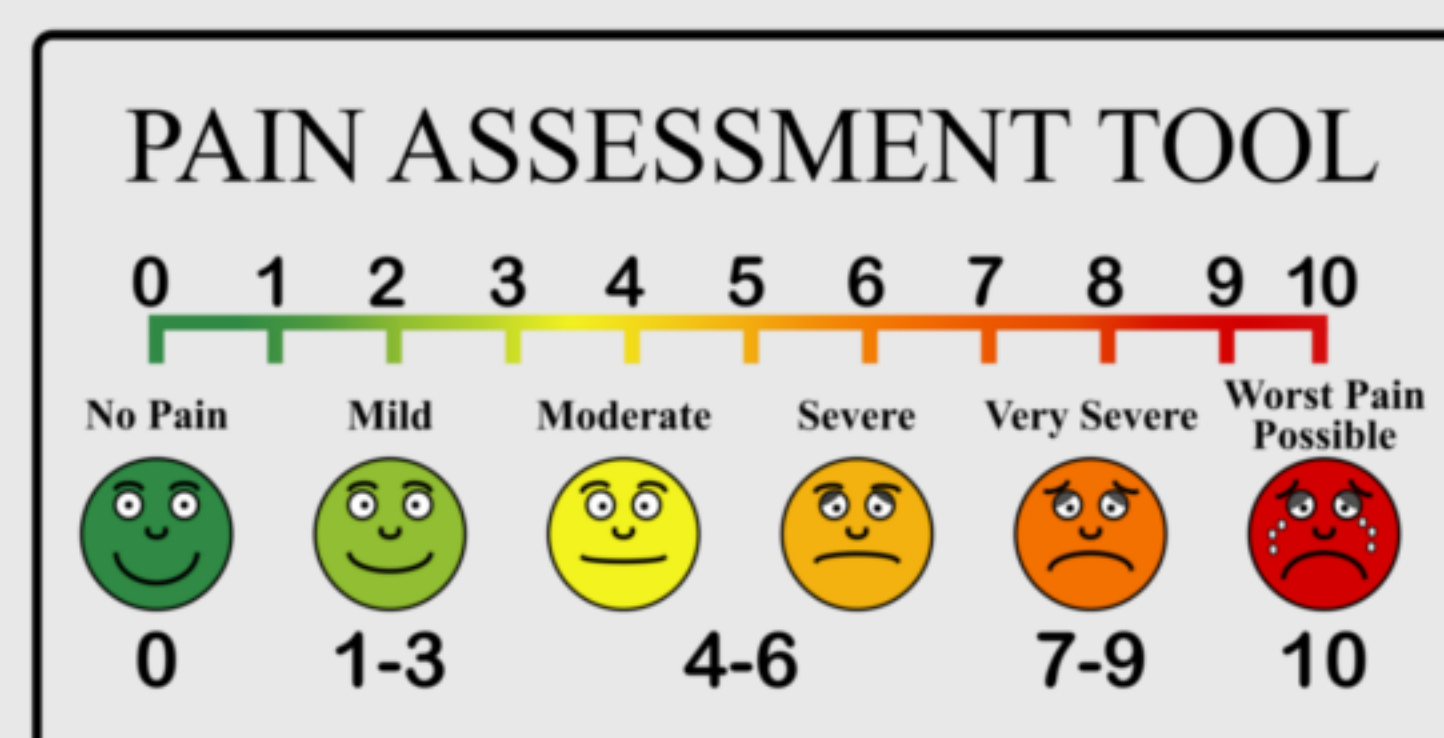 PAIN ASSESSMENT TOOL
0 1 2 3 4 5 6 7 8 9 10
No Pain Mild Moderate Severe Very Severe Worst Pain
Possible
0 1-3 4-6 7-9 10